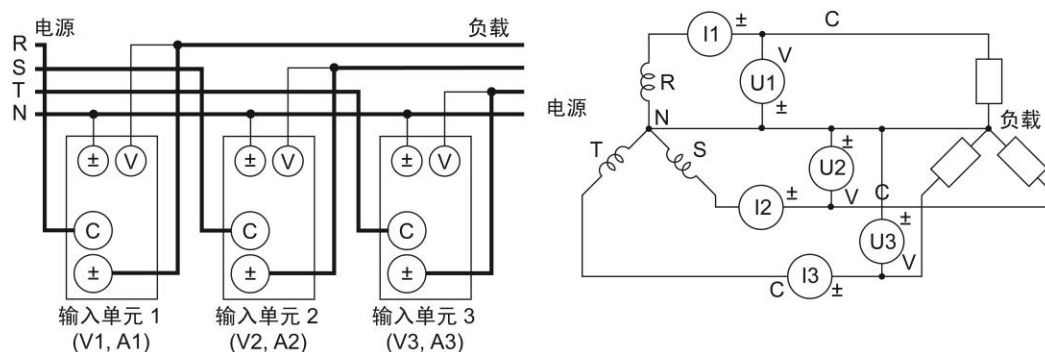 电源
负载
R
S
T
N
± V
± V
± V
C
C
C
±
±
±
输入单元 1
(V1, A1)
输入单元 2
(V2, A2)
输入单元 3
(V3, A3)
I1 ± C
V
R
U1
±
电源
N
负载
T
S
±
U2
V
C
I2 ±
±
U3
V
I3
C
±